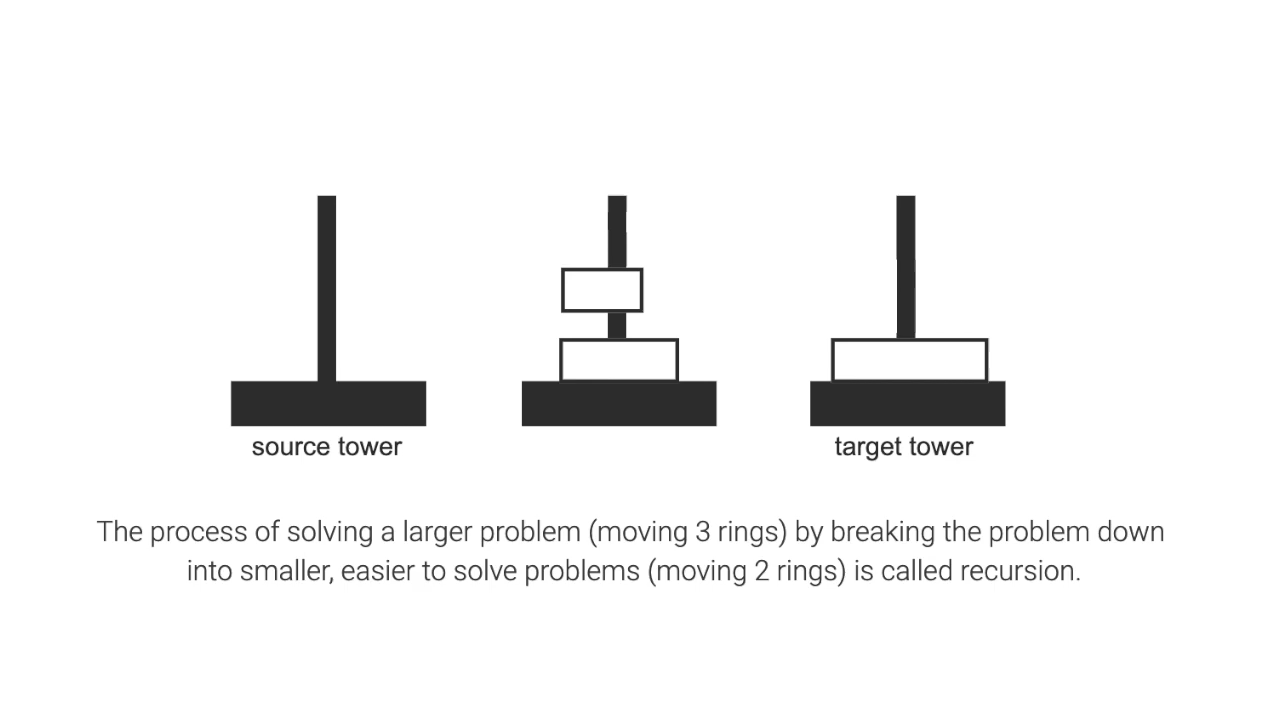 source tower
target tower
The process of solving a larger problem (moving 3 rings) by breaking the problem down
into smaller, easier to solve problems (moving 2 rings) is called recursion.